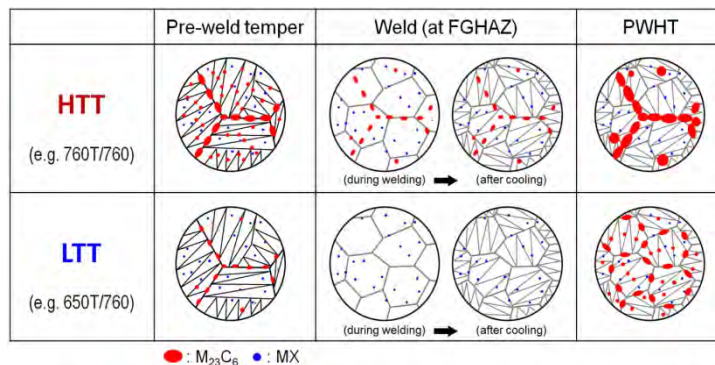 Pre-weld temper
Weld (at FGHAZ)
PWHT
HTT
(e.g. 760T/760)
(during welding)
(after cooling)
LTT
(e.g. 650T/760)
(during welding)
(after cooling)
: M₂₃C₆ : MX